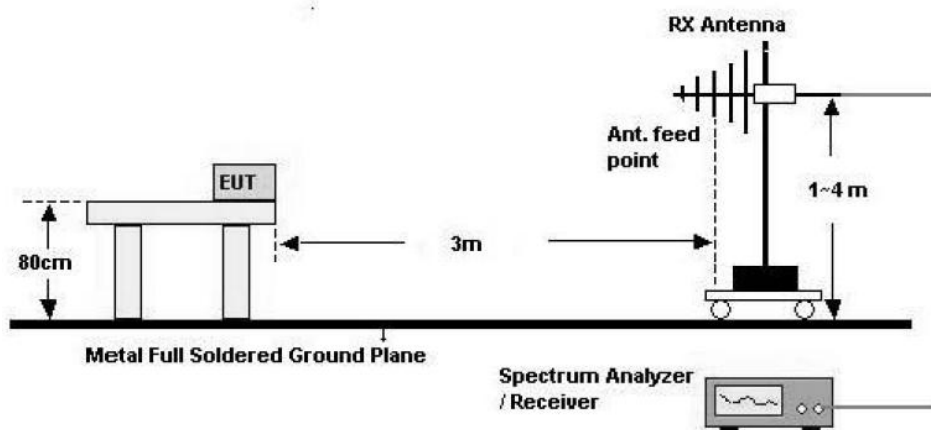 RX Antenna
Ant. feed
point
EUT
1~4 m
3m
80cm
Metal Full Soldered Ground Plane
Spectrum Analyzer
/ Receiver